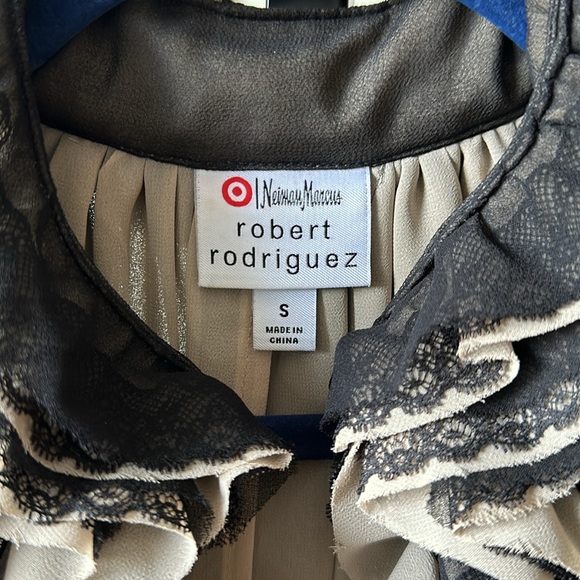 Neiman Marcus
robert
rodriguez
S
MADE IN
CHINA